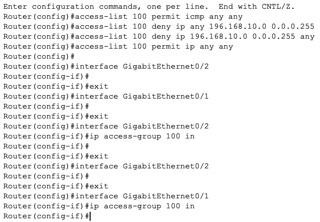 Enter configuration commands, one per line.  End with CNTL/Z.
Router(config)#access-list 100 permit icmp any any
Router(config)#access-list 100 deny ip any 196.168.10.0 0.0.0.255
Router(config)#access-list 100 deny ip 196.168.10.0 0.0.0.255 any
Router(config)#access-list 100 permit ip any any
Router(config)#
Router(config)#interface GigabitEthernet0/2
Router(config-if)#
Router(config-if)#exit
Router(config)#interface GigabitEthernet0/1
Router(config-if)#
Router(config-if)#exit
Router(config)#interface GigabitEthernet0/2
Router(config-if)#ip access-group 100 in
Router(config-if)#
Router(config-if)#exit
Router(config)#interface GigabitEthernet0/2
Router(config-if)#
Router(config-if)#exit
Router(config)#interface GigabitEthernet0/1
Router(config-if)#ip access-group 100 in
Router(config-if)#